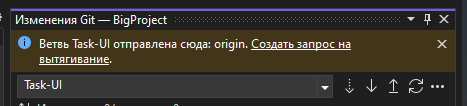 Изменения Git — BigProject
Ветвь Task-UI отправлена сюда: origin. Создать запрос на
вытягивание.
Task-UI